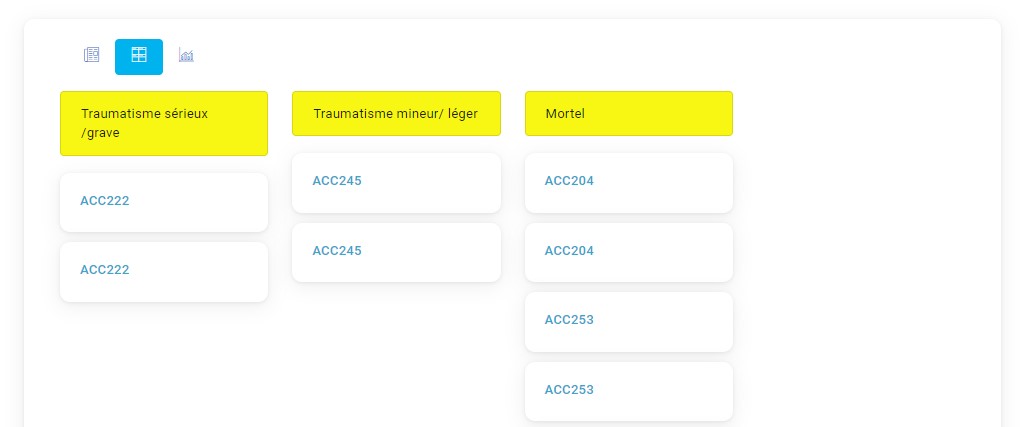 Traumatisme sérieux
/grave
ACC222
ACC222
Traumatisme mineur/ léger
ACC245
ACC245
Mortel
ACC204
ACC204
ACC253
ACC253